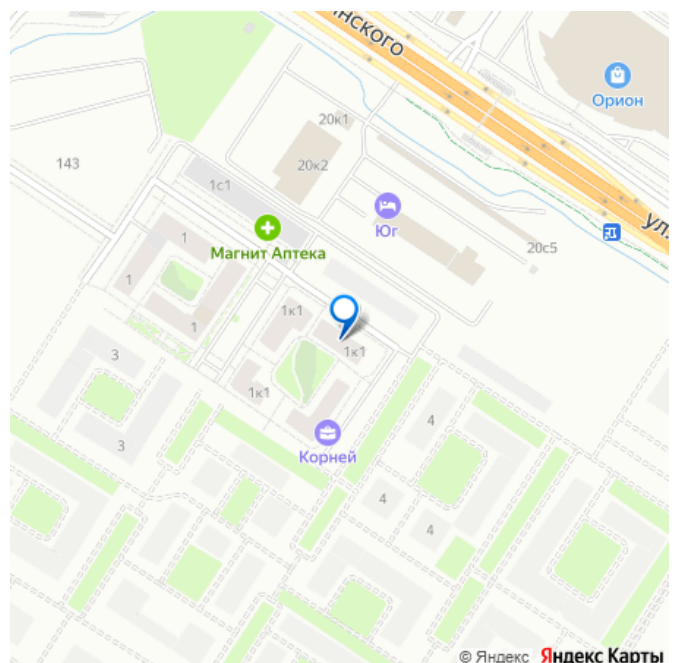 нского
Орион
20к1
143
20к2
1с1
Юг
ул.
20с5
1
Магнит Аптека
1
1к1
1
1к1
3
1к1
4
3
Корней
4
4
© Яндекс Яндекс Карты